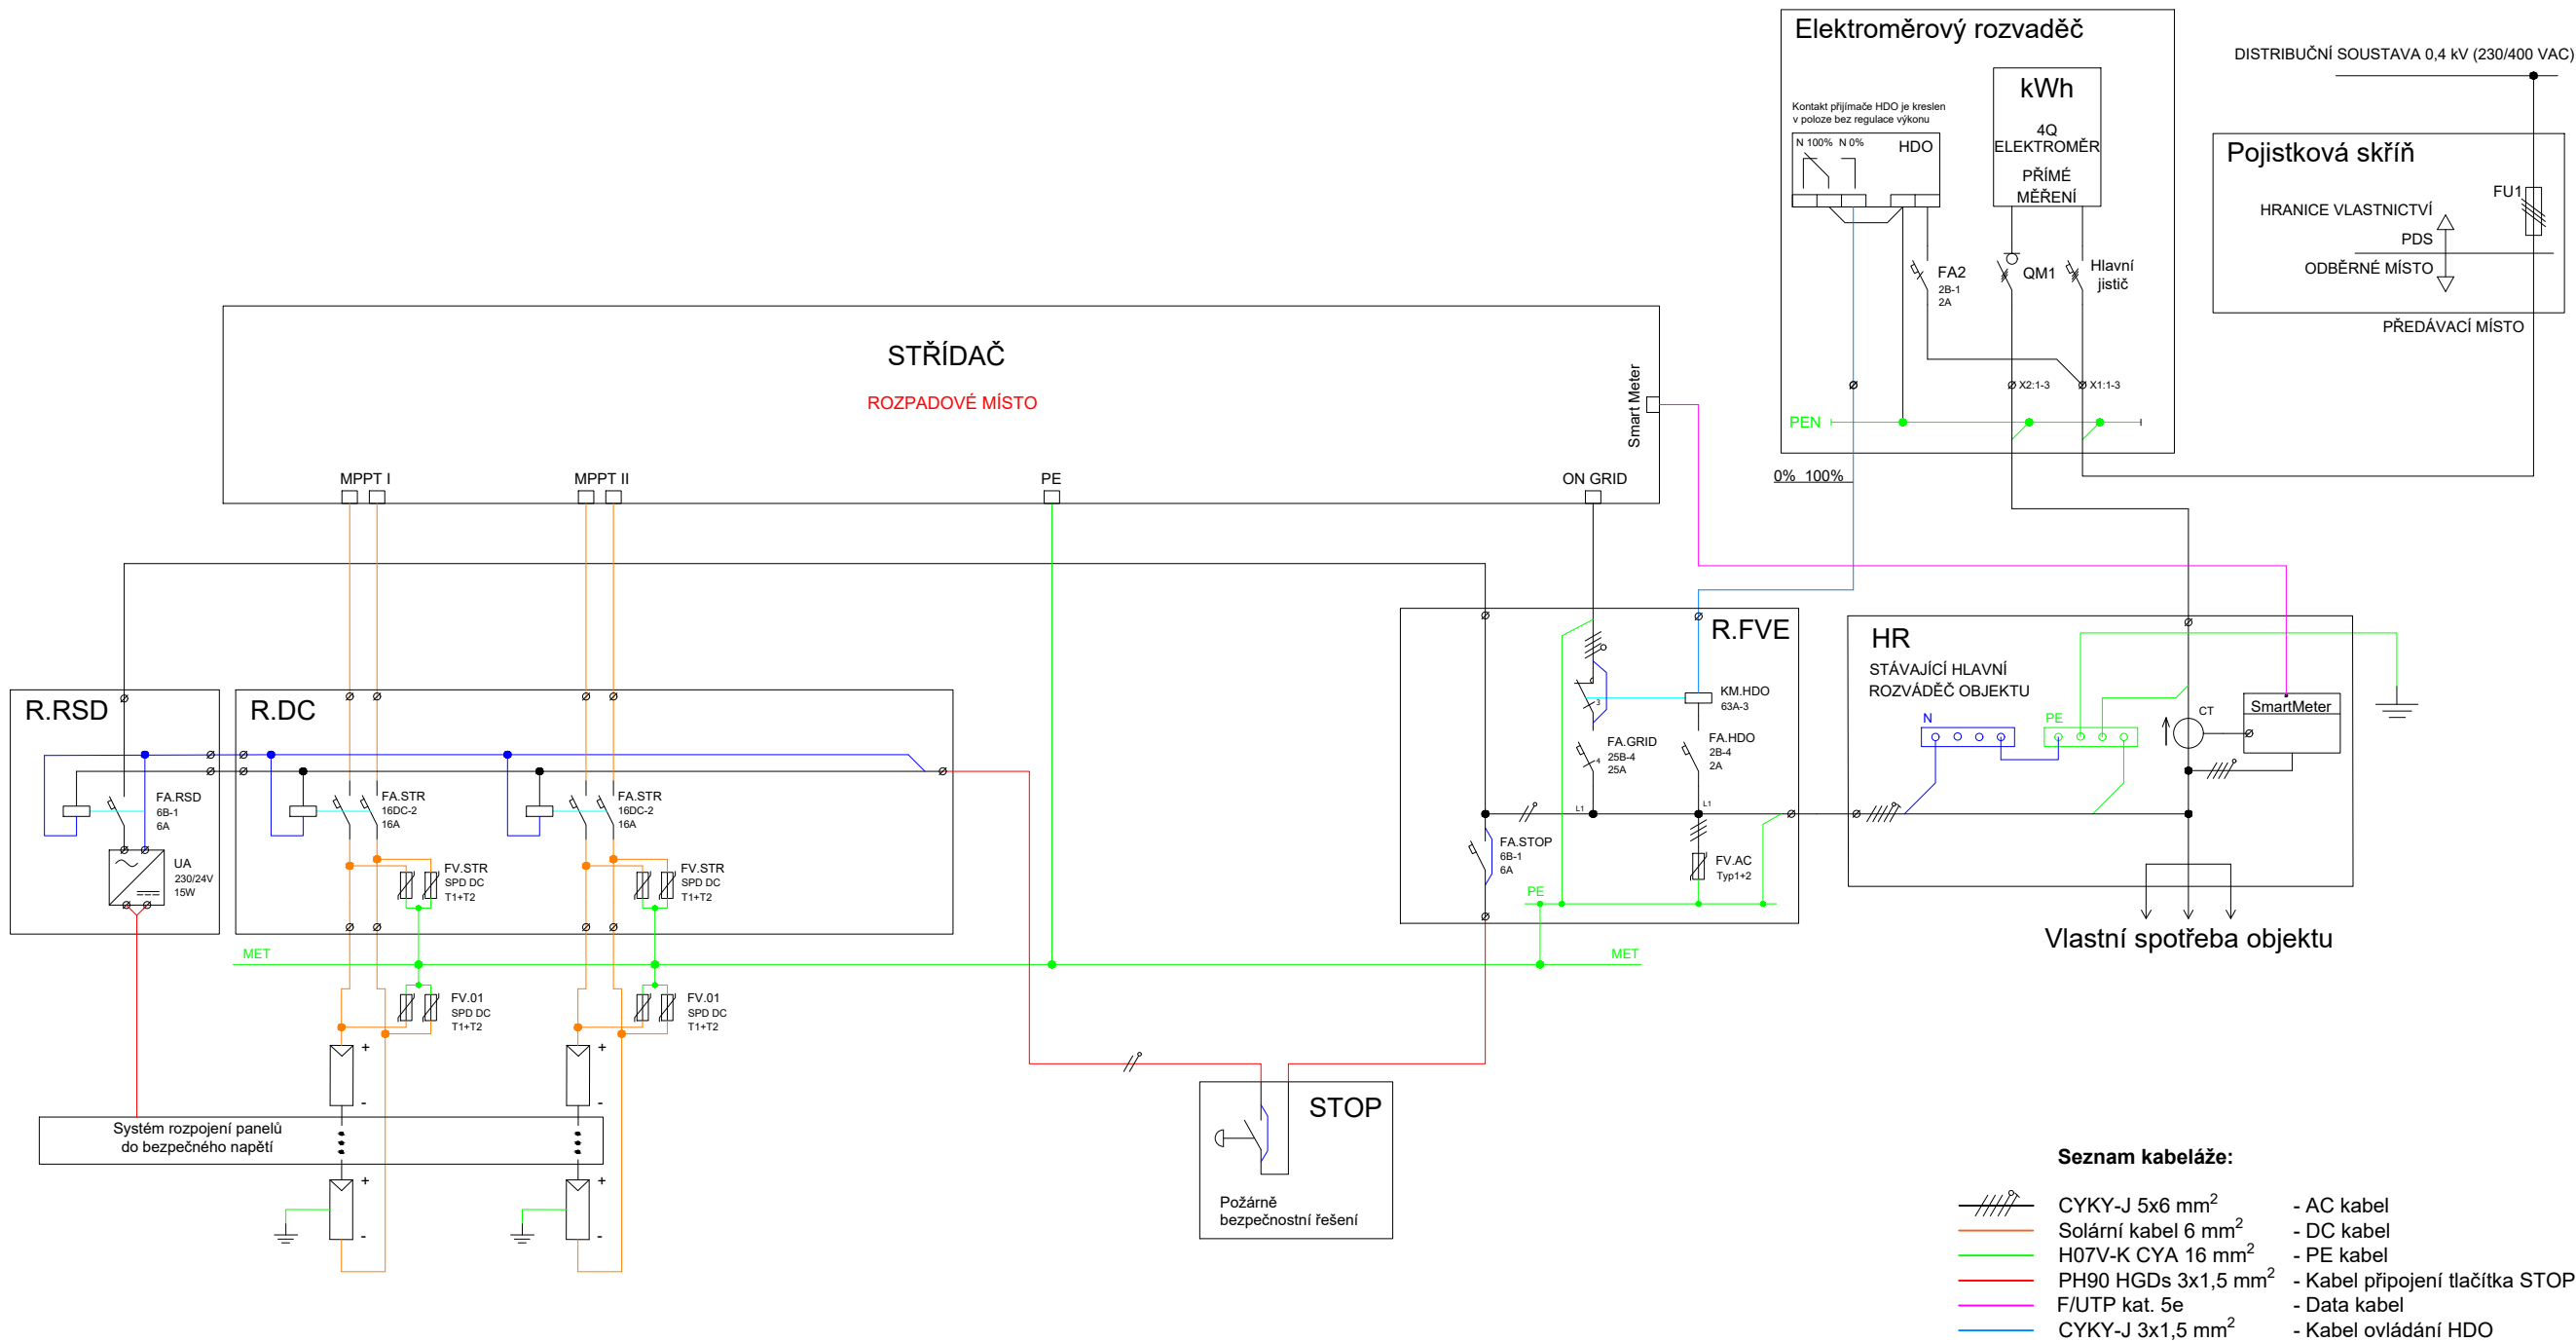 Elektroměrový rozvaděč
kWh
4Q
ELEKTROMĚR
PŘÍMÉ
MĚŘENÍ
Kontakt přijímače HDO je kreslen
v poloze bez regulace výkonu
N 100%
N 0%
HDO
FA2
2B-1
2A
QM1
Hlavní
jistič
X2:1-3
X1:1-3
PEN
0% 100%
DISTRIBUČNÍ SOUSTAVA 0,4 kV (230/400 VAC)
Pojistková skříň
FU1
HRANICE VLASTNICTVÍ
PDS
ODBĚRNÉ MÍSTO
PŘEDÁVACÍ MÍSTO
STŘÍDAČ
ROZPADOVÉ MÍSTO
Smart Meter
MPPT I
MPPT II
PE
ON GRID
R.RSD
FA.RSD
6B-1
6A
UA
230/24V
15W
R.DC
FA.STR
16DC-2
16A
FA.STR
16DC-2
16A
FV.STR
SPD DC
T1+T2
FV.STR
SPD DC
T1+T2
MET
MET
FV.01
SPD DC
T1+T2
FV.01
SPD DC
T1+T2
+
-
+
-
Systém rozpojení panelů
do bezpečného napětí
+
-
+
-
R.FVE
3
KM.HDO
63A-3
FA.GRID
25B-4
25A
4
FA.HDO
2B-4
2A
L1
L1
FA.STOP
6B-1
6A
FV.AC
Typ1+2
PE
HR
STÁVAJÍCÍ HLAVNÍ
ROZVÁDĚČ OBJEKTU
N
PE
CT
SmartMeter
Vlastní spotřeba objektu
STOP
Požárně
bezpečnostní řešení
Seznam kabeláže:
CYKY-J 5x6 mm² - AC kabel
Solární kabel 6 mm² - DC kabel
H07V-K CYA 16 mm² - PE kabel
PH90 HGDs 3x1,5 mm² - Kabel připojení tlačítka STOP
F/UTP kat. 5e - Data kabel
CYKY-J 3x1,5 mm² - Kabel ovládání HDO